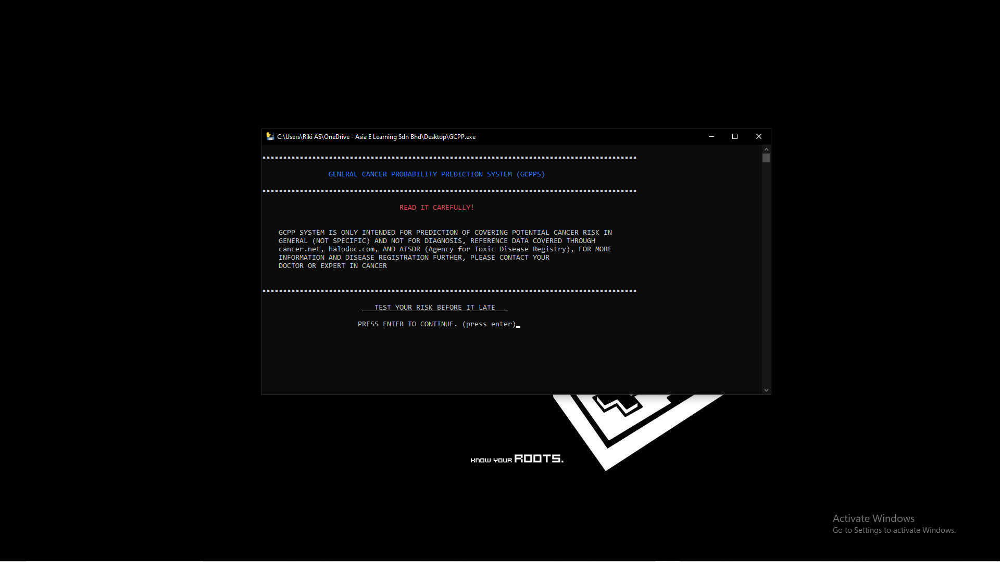 C:\Users\Riki AS\OneDrive - Asia E Learning Sdn Bhd\Desktop\GCPP.exe
GENERAL CANCER PROBABILITY PREDICTION SYSTEM (GCPPS)
READ IT CAREFULLY!
GCPP SYSTEM IS ONLY INTENDED FOR PREDICTION OF COVERING POTENTIAL CANCER RISK IN
GENERAL (NOT SPECIFIC) AND NOT FOR DIAGNOSIS, REFERENCE DATA COVERED THROUGH
cancer.net, halodoc.com, AND ATSDR (Agency for Toxic Disease Registry), FOR MORE
INFORMATION AND DISEASE REGISTRATION FURTHER, PLEASE CONTACT YOUR
DOCTOR OR EXPERT IN CANCER
TEST YOUR RISK BEFORE IT LATE
PRESS ENTER TO CONTINUE. (press enter)
KNOW YOUR ROOTS.
Activate Windows
Go to Settings to activate Windows.